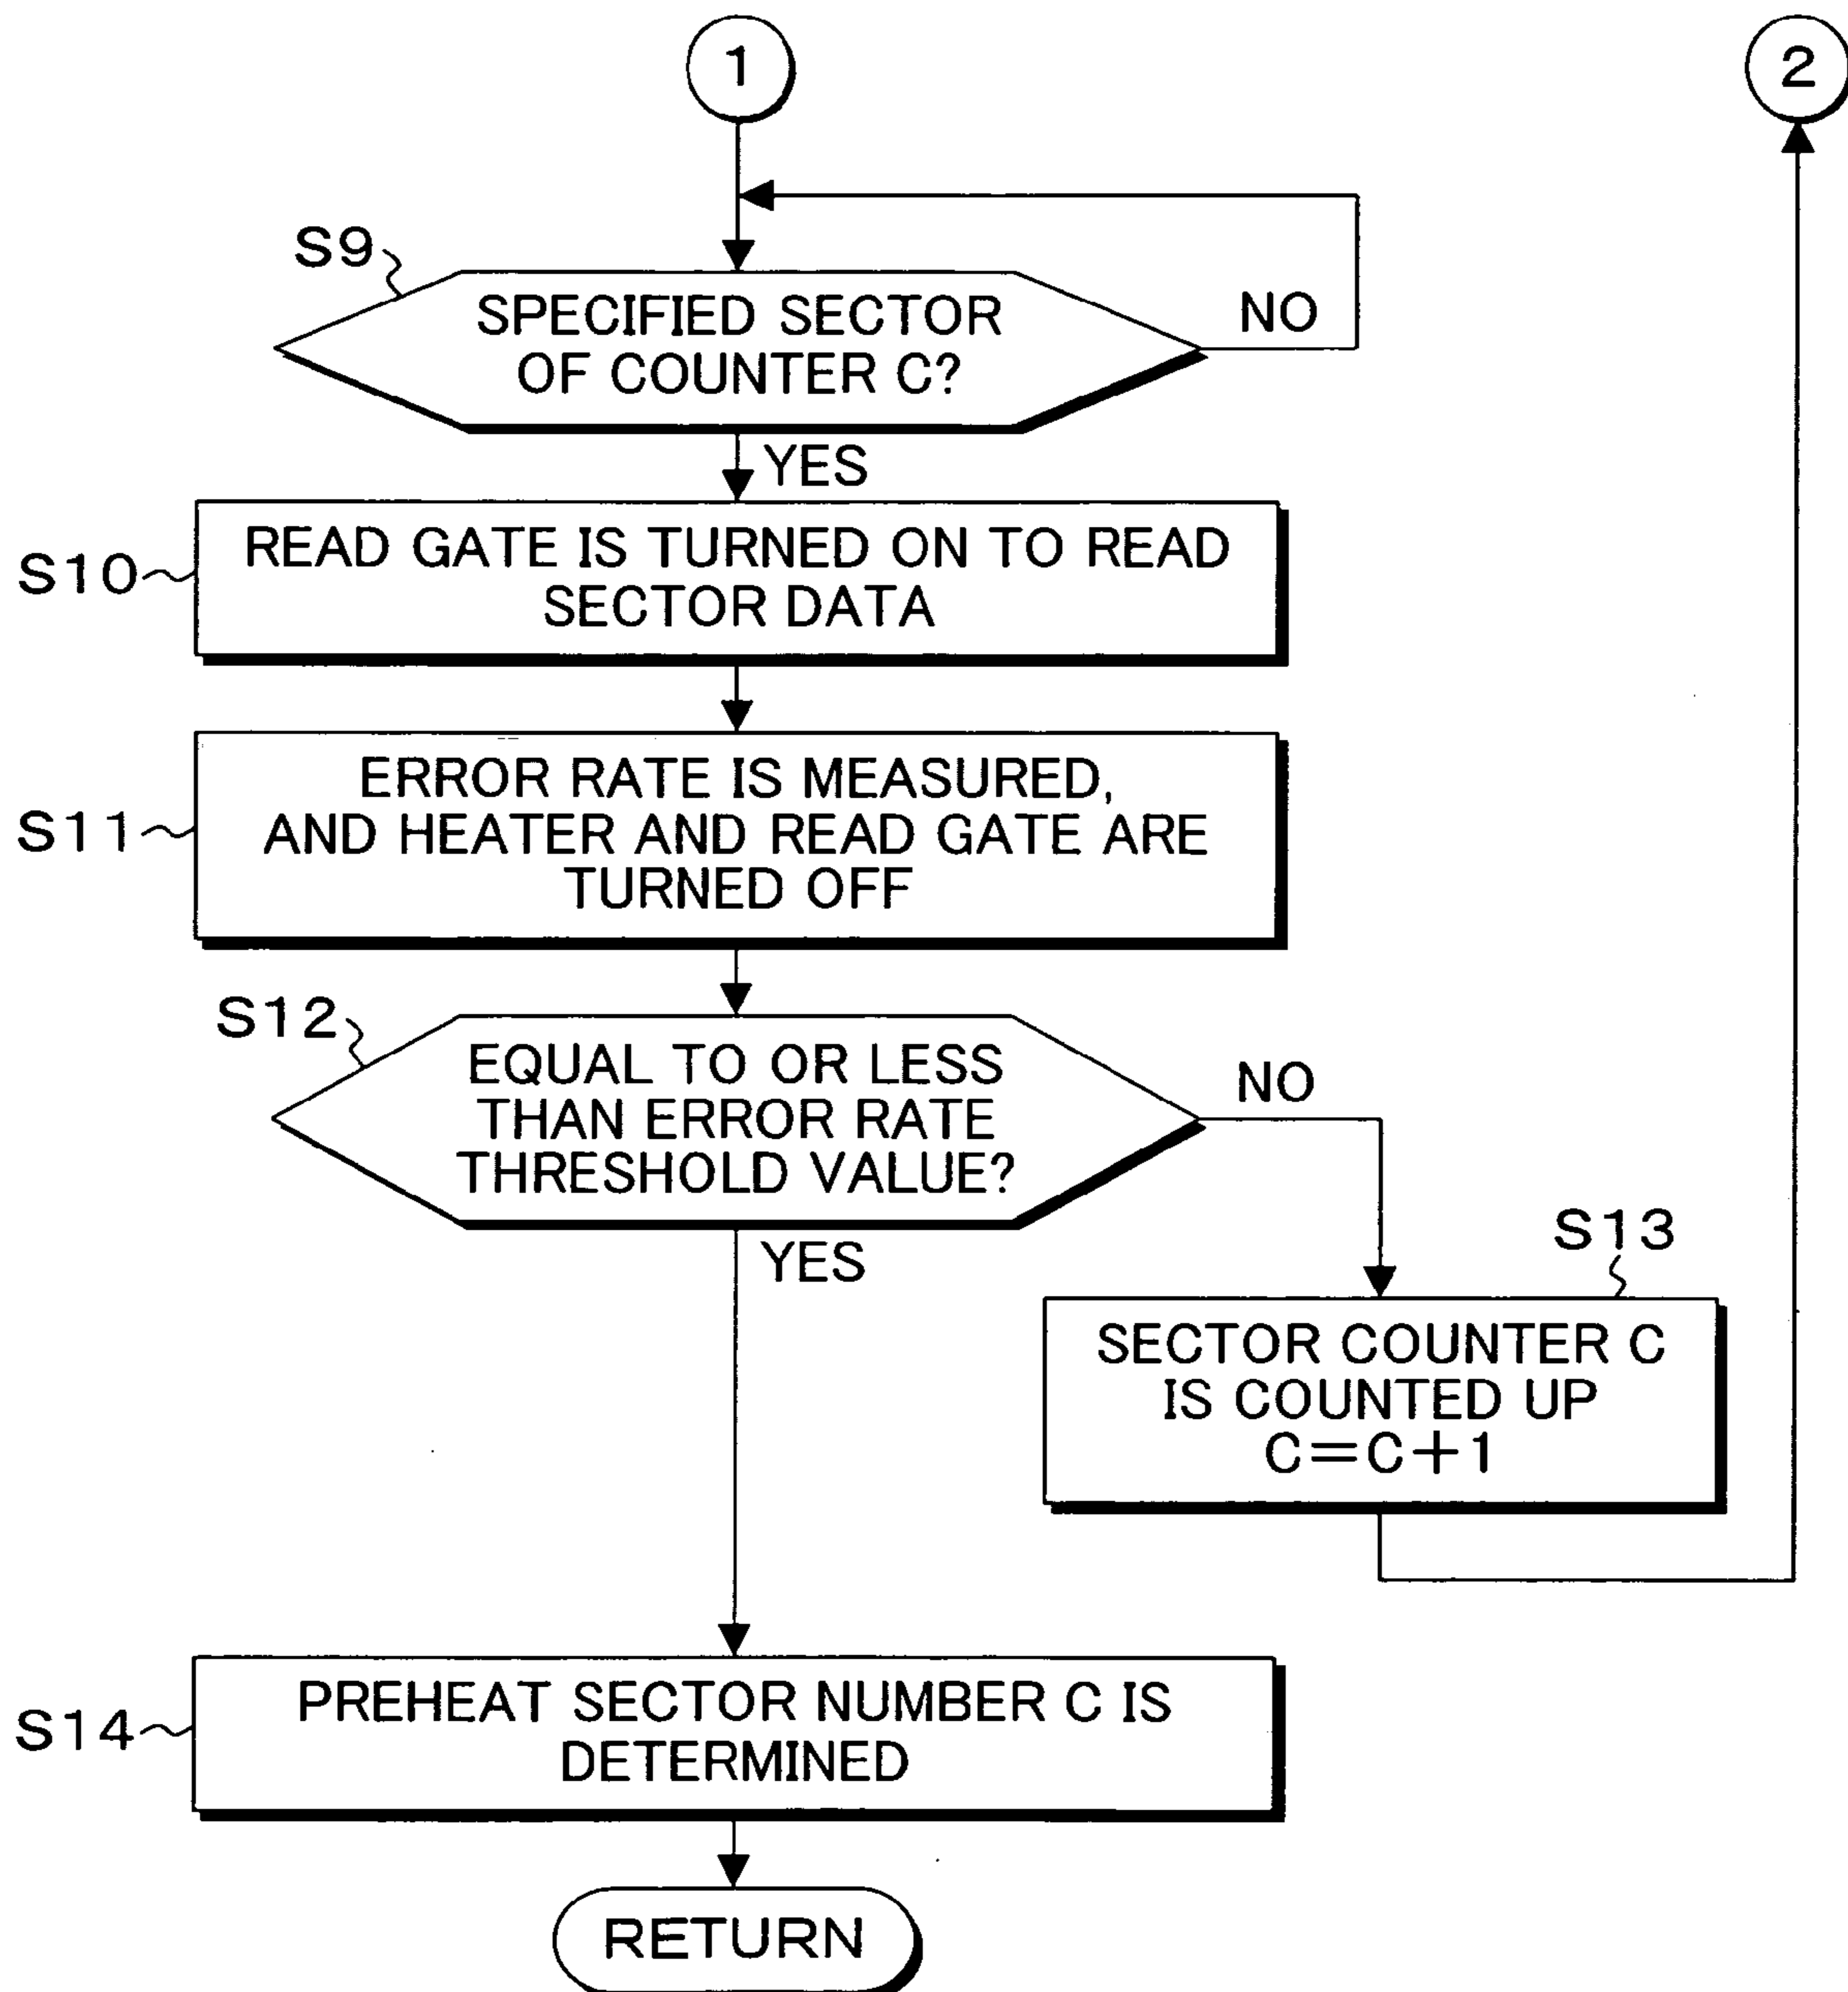 1
2
S9
SPECIFIED SECTOR
OF COUNTER C?
NO
YES
S10
READ GATE IS TURNED ON TO READ
SECTOR DATA
S11
ERROR RATE IS MEASURED,
AND HEATER AND READ GATE ARE
TURNED OFF
S12
EQUAL TO OR LESS
THAN ERROR RATE
THRESHOLD VALUE?
NO
YES
S13
SECTOR COUNTER C
IS COUNTED UP
C=C+1
S14
PREHEAT SECTOR NUMBER C IS
DETERMINED
RETURN